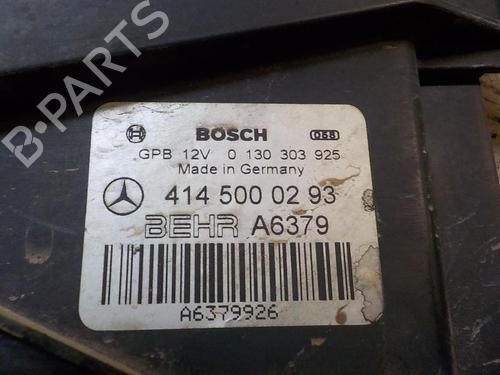 BOSCH 058
GPB 12V 0 130 303 925
Made in Germany
414 500 02 93
BEHR A6379
A6379926
B-PARTS